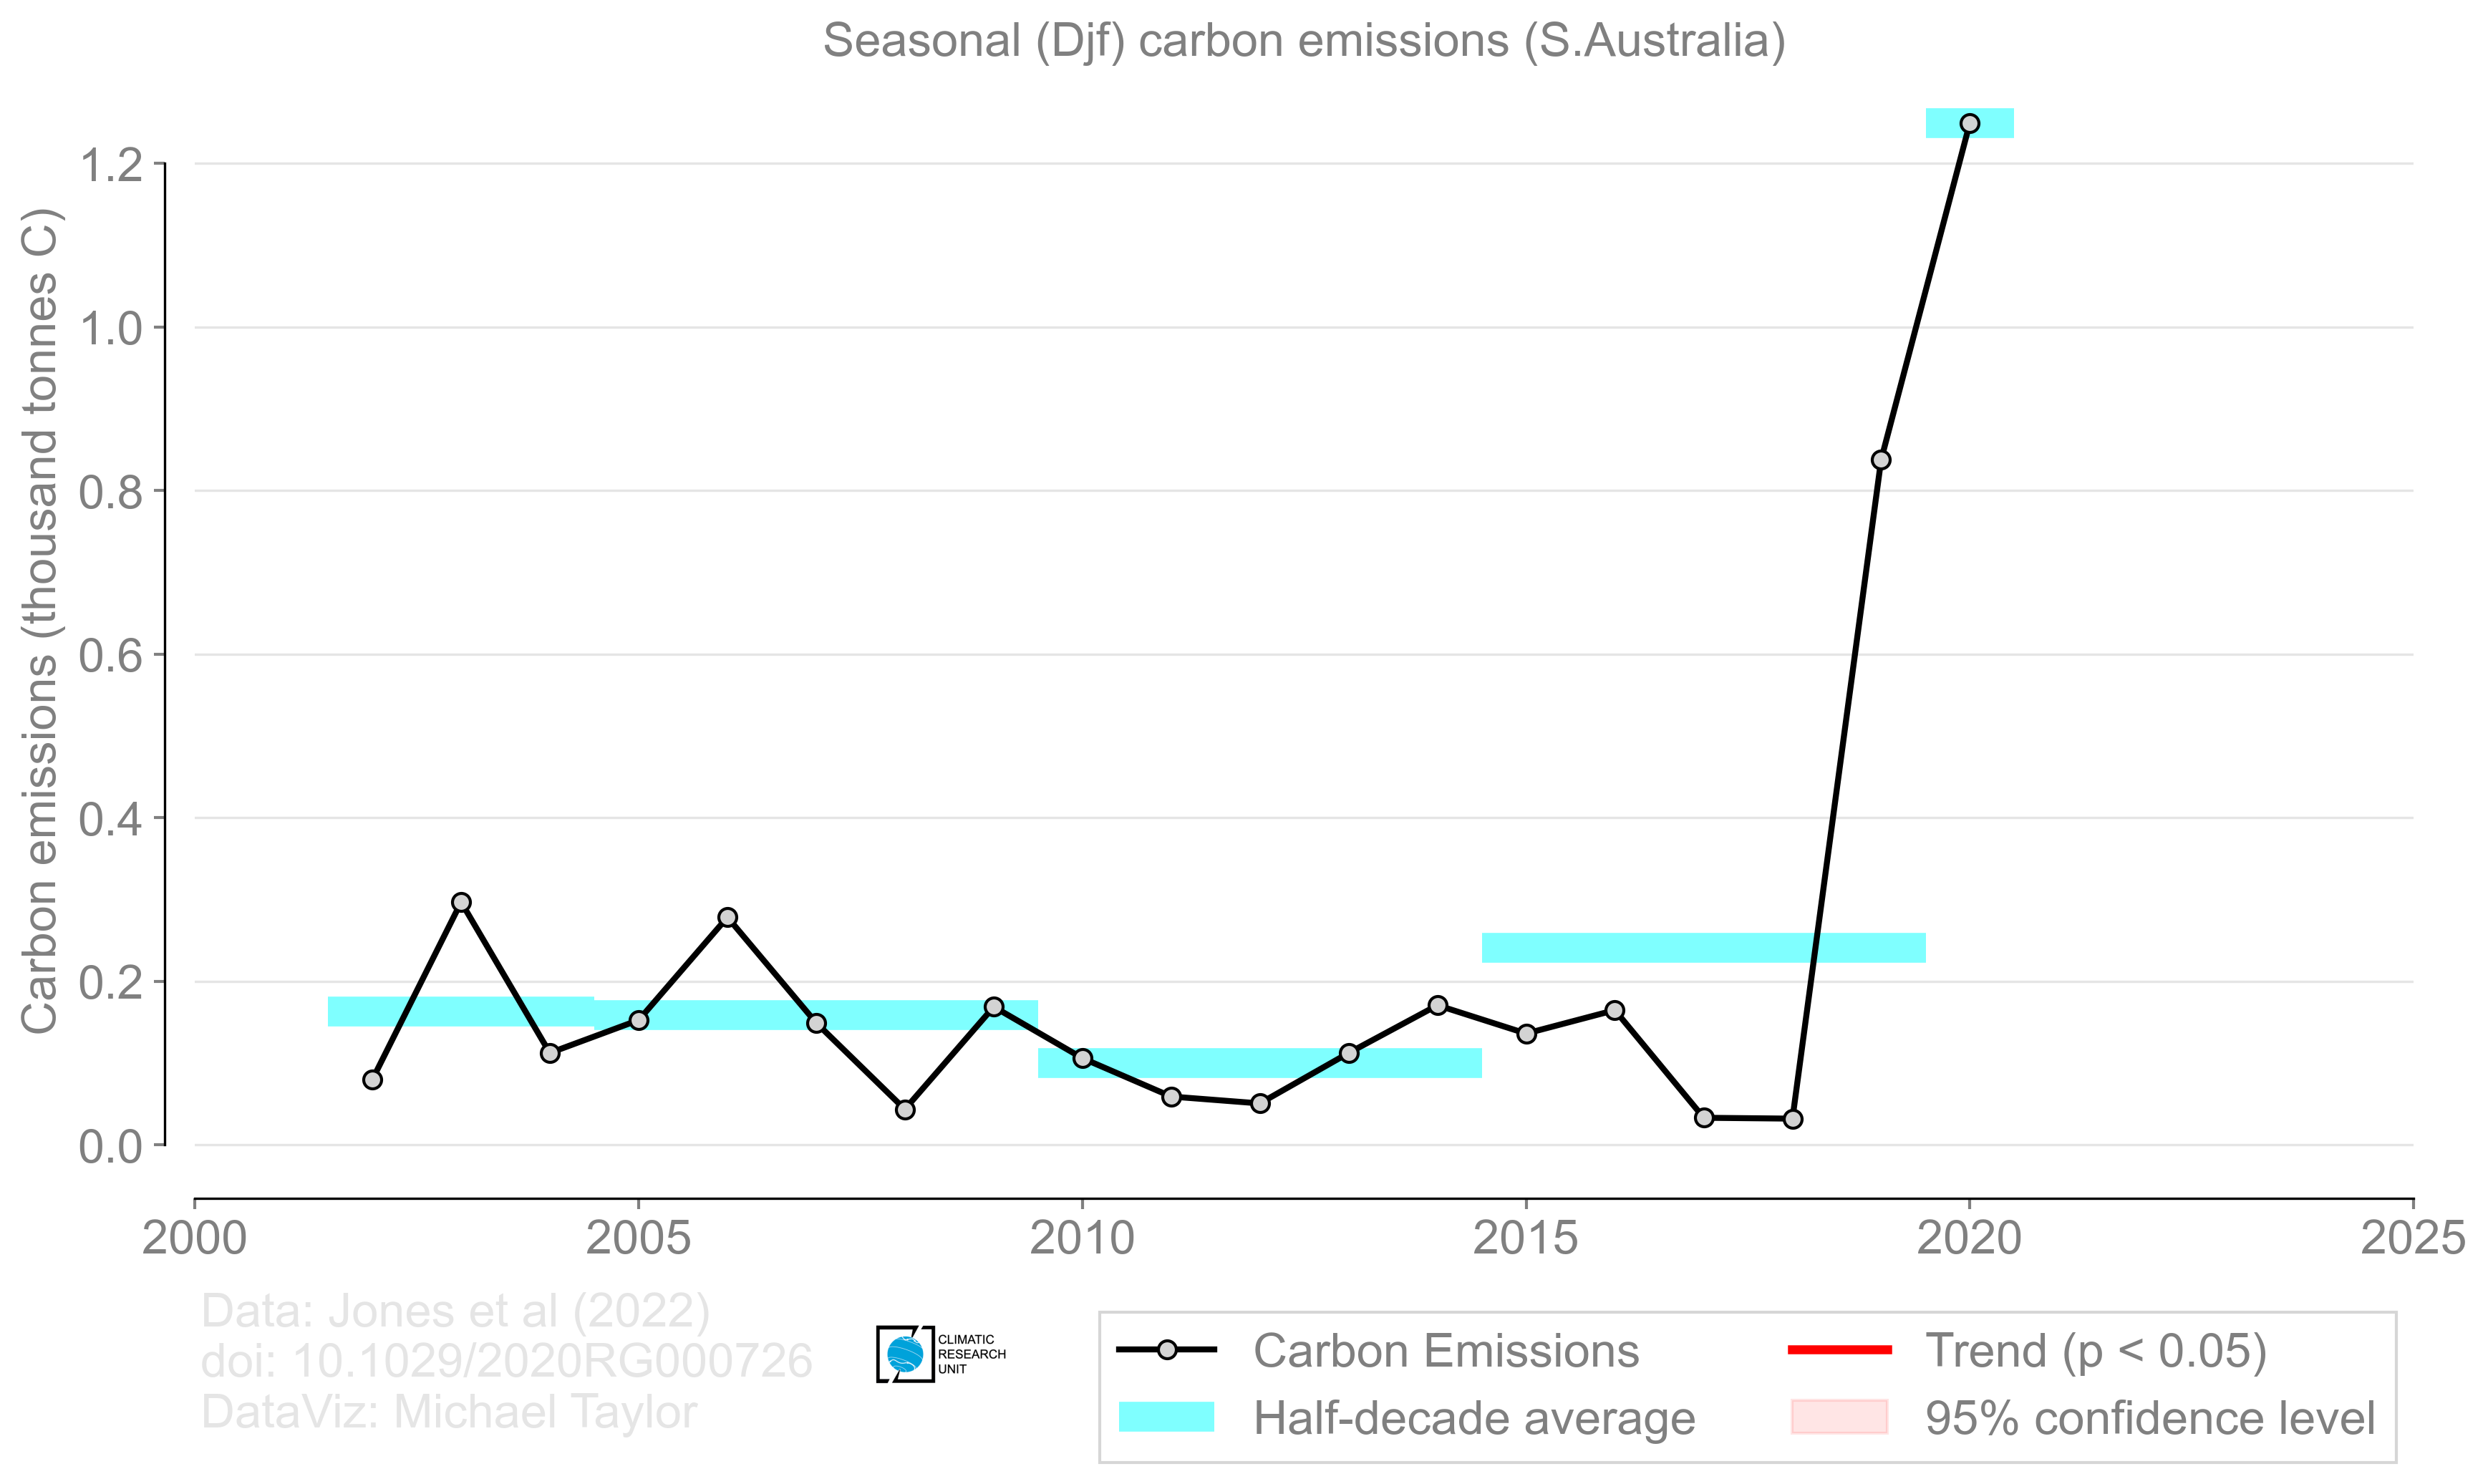 Seasonal (Djf) carbon emissions (S.Australia)
Carbon emissions (thousand tonnes C)
1.2
1.0
0.8
0.6
0.4
0.2
0.0
2000 2005 2010 2015 2020 2025
Data: Jones et al (2022)
doi: 10.1029/2020RG000726
DataViz: Michael Taylor
CLIMATIC
RESEARCH
UNIT
Carbon Emissions
Half-decade average
Trend (p < 0.05)
95% confidence level